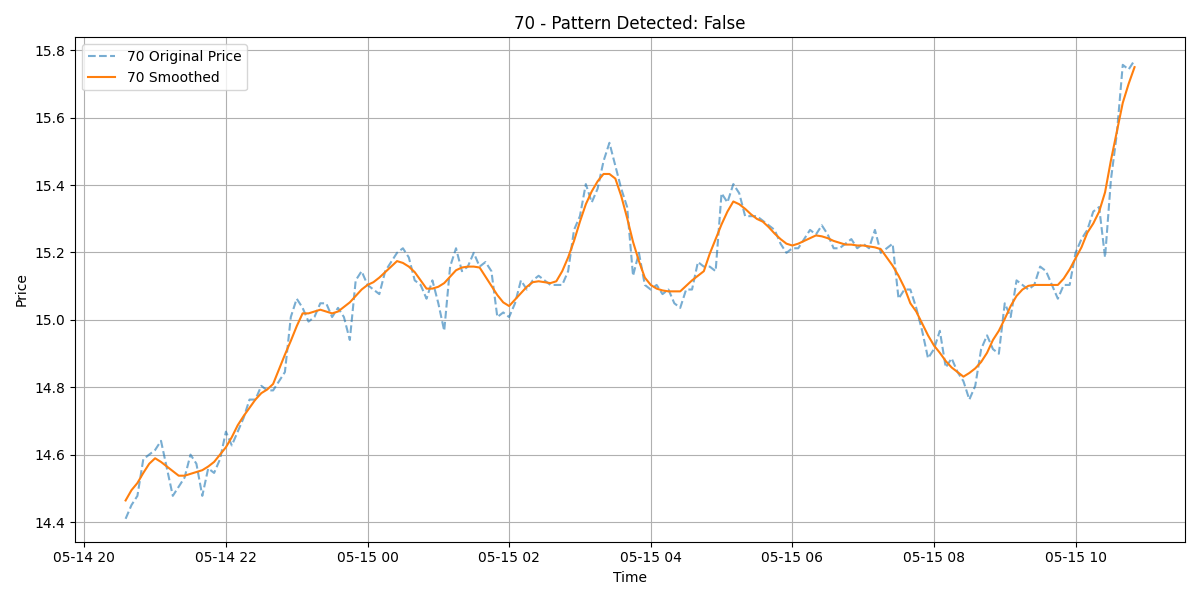 70 - Pattern Detected: False
70 Original Price
70 Smoothed
Price
15.8
15.6
15.4
15.2
15.0
14.8
14.6
14.4
05-14 20 05-14 22 05-15 00 05-15 02 05-15 04 05-15 06 05-15 08 05-15 10
Time